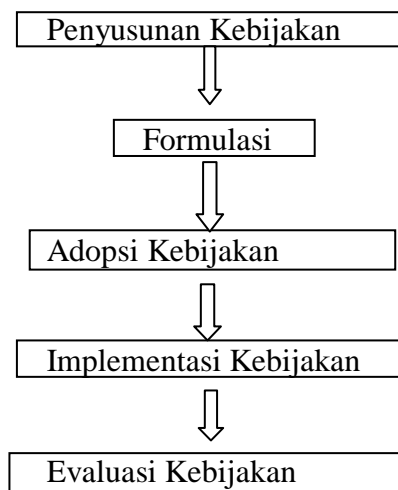 Penyusunan Kebijakan
Formulasi
Adopsi Kebijakan
Implementasi Kebijakan
Evaluasi Kebijakan